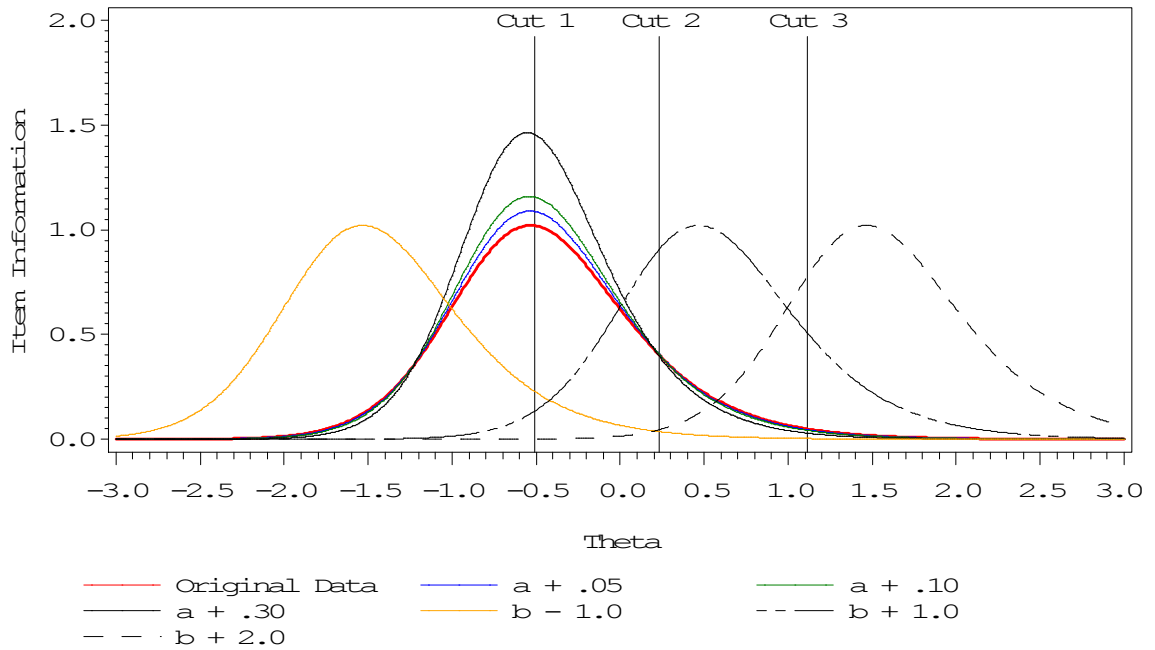 Cut 1 Cut 2 Cut 3
2.0
1.5
1.0
0.5
0.0
Item Information
-3.0 -2.5 -2.0 -1.5 -1.0 -0.5 0.0 0.5 1.0 1.5 2.0 2.5 3.0
Theta
Original Data a + .05 a + .10
a + .30 b - 1.0 b + 1.0
b + 2.0